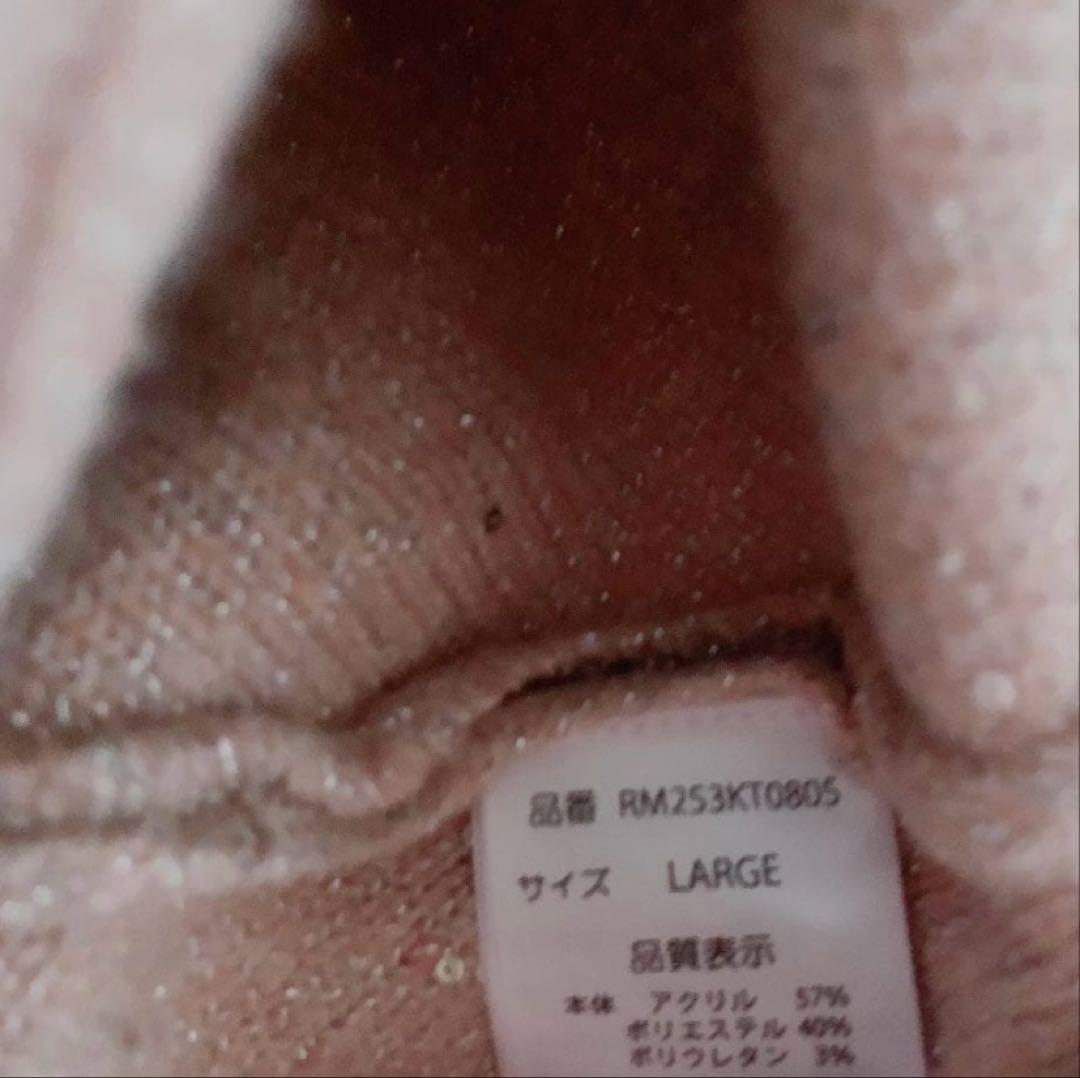 品番 RM253KT0805
サイズ LARGE
品質表示
本体 アクリル 57%
ポリエステル 40%
ポリウレタン 3%